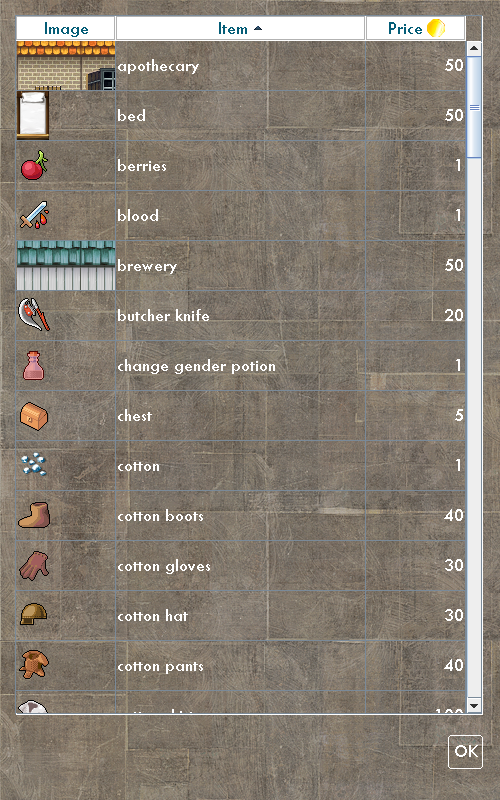 Image Item Price
apothecary 50
bed 50
berries 1
blood 1
brewery 50
butcher knife 20
change gender potion 1
chest 5
cotton 1
cotton boots 40
cotton gloves 30
cotton hat 30
cotton pants 40
OK